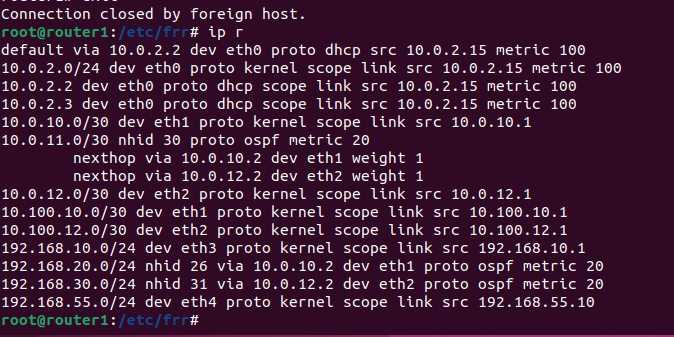 Connection closed by foreign host.
root@router1:/etc/frr# ip r
default via 10.0.2.2 dev eth0 proto dhcp src 10.0.2.15 metric 100
10.0.2.0/24 dev eth0 proto kernel scope link src 10.0.2.15 metric 100
10.0.2.2 dev eth0 proto dhcp scope link src 10.0.2.15 metric 100
10.0.2.3 dev eth0 proto dhcp scope link src 10.0.2.15 metric 100
10.0.10.0/30 dev eth1 proto kernel scope link src 10.0.10.1
10.0.11.0/30 nhid 30 proto ospf metric 20
nexthop via 10.0.10.2 dev eth1 weight 1
nexthop via 10.0.12.2 dev eth2 weight 1
10.0.12.0/30 dev eth2 proto kernel scope link src 10.0.12.1
10.100.10.0/30 dev eth1 proto kernel scope link src 10.100.10.1
10.100.12.0/30 dev eth2 proto kernel scope link src 10.100.12.1
192.168.10.0/24 dev eth3 proto kernel scope link src 192.168.10.1
192.168.20.0/24 nhid 26 via 10.0.10.2 dev eth1 proto ospf metric 20
192.168.30.0/24 nhid 31 via 10.0.12.2 dev eth2 proto ospf metric 20
192.168.55.0/24 dev eth4 proto kernel scope link src 192.168.55.10
root@router1:/etc/frr#